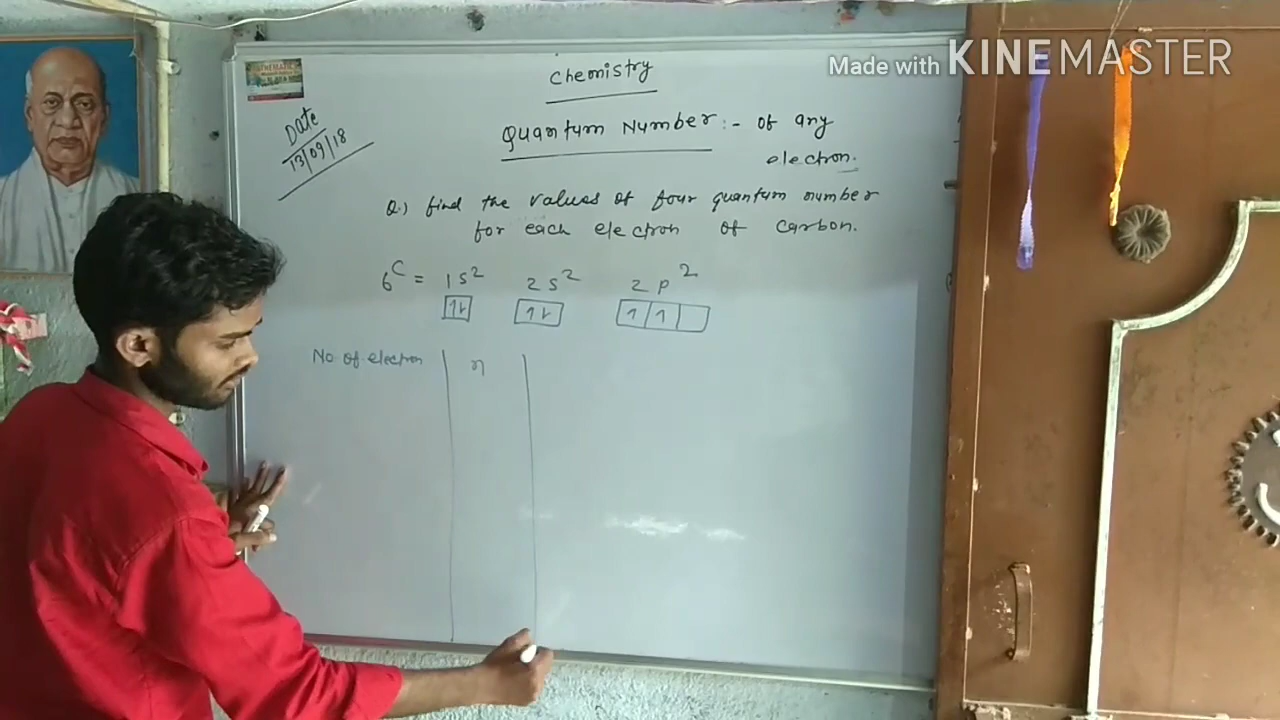 Made with KINEMASTER
Chemistry
Date
13/09/18
Quantum Number :- of any
electron.
Q.) find the values of four quantum number
for each electron of carbon.
6C = 1s2 2s2 2p2
↑↓ ↑↓ ↑ ↑
No of electron n